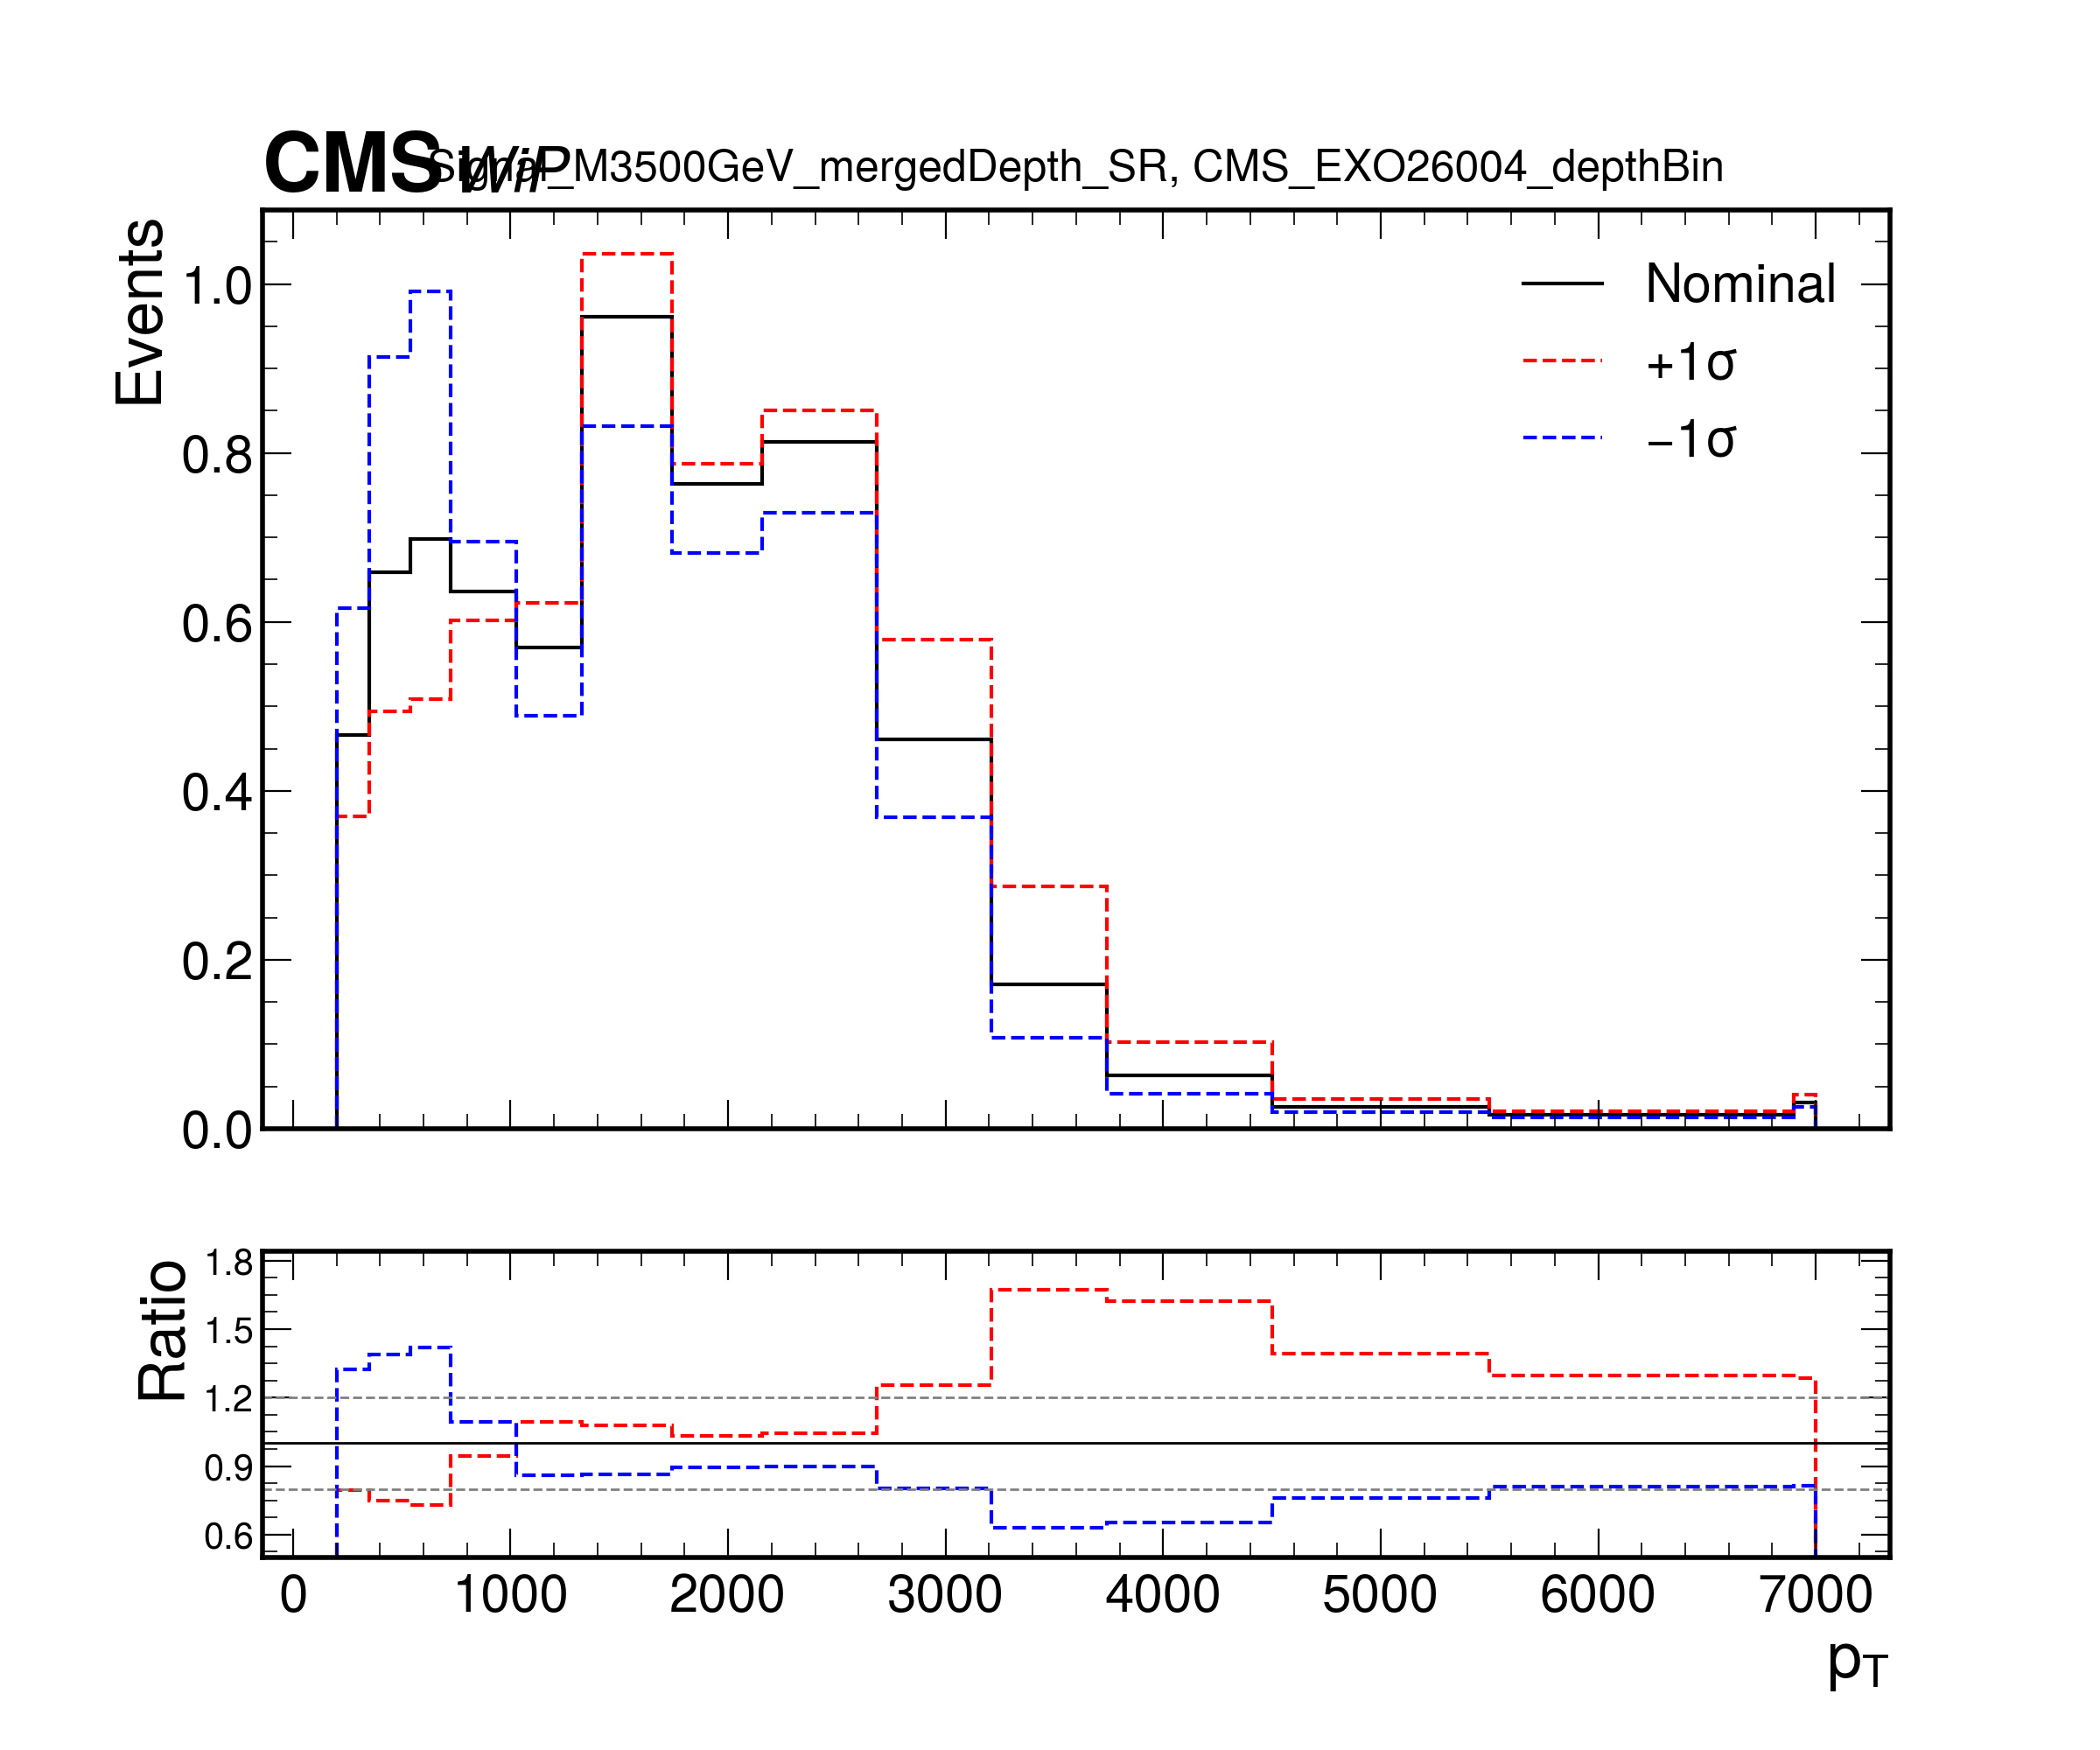 CMS WiP Signal_M3500GeV_mergedDepth_SR, CMS_EXO26004_depthBin
Events
1.0
0.8
0.6
0.4
0.2
0.0
Nominal
+1σ
−1σ
Ratio
1.8
1.5
1.2
0.9
0.6
0 1000 2000 3000 4000 5000 6000 7000
pT